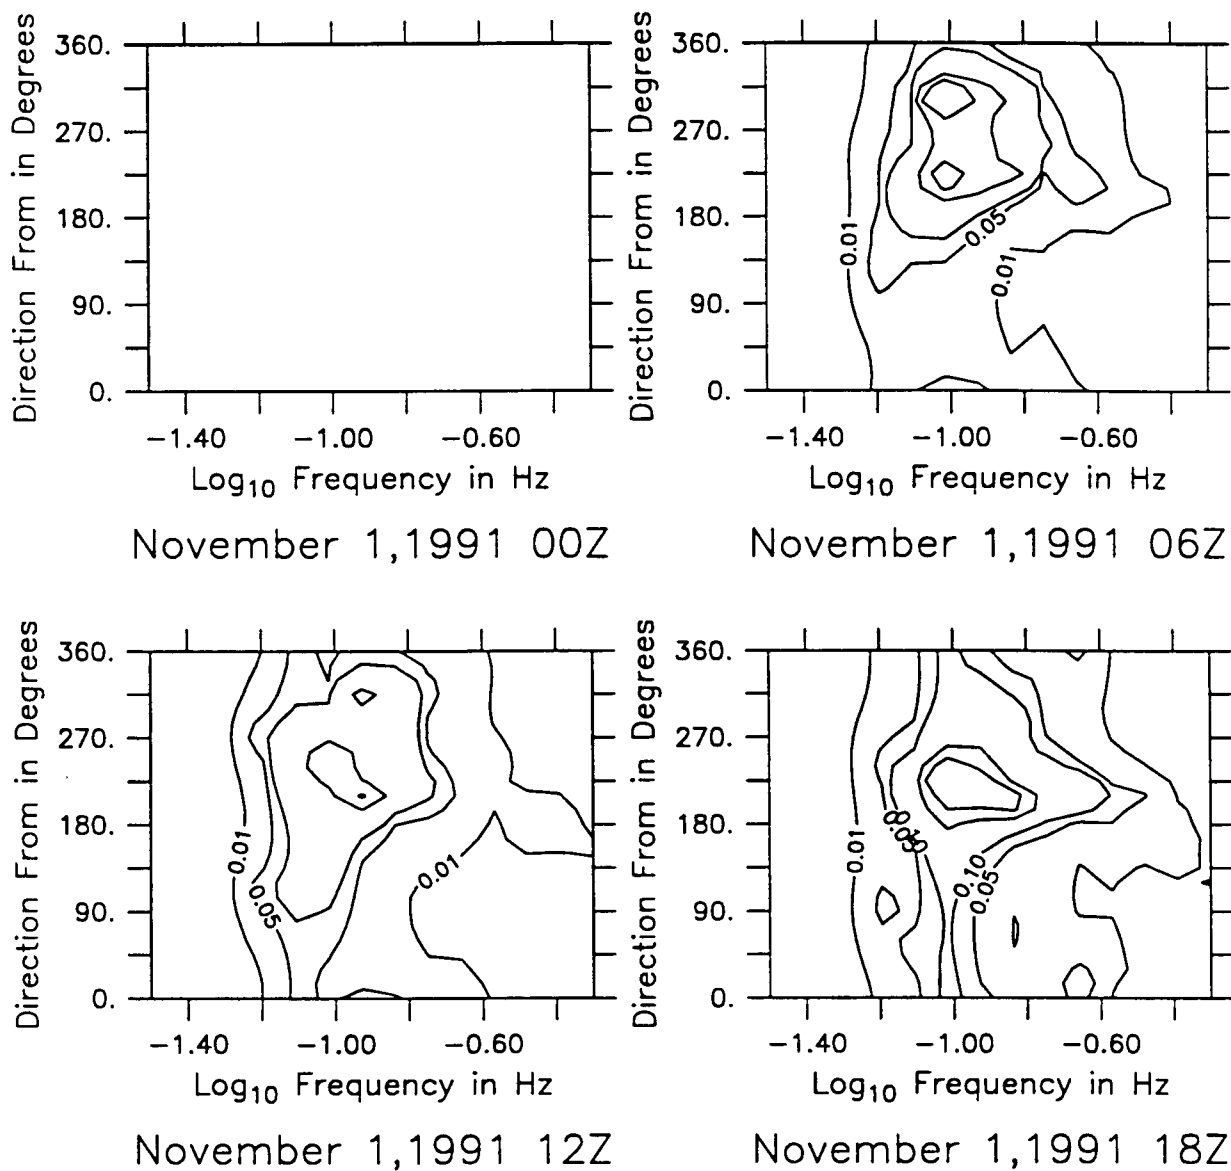 Direction From in Degrees
360.
270.
180.
90.
0.
−1.40 −1.00 −0.60
Log10 Frequency in Hz
November 1,1991 00Z
Direction From in Degrees
360.
270.
180.
90.
0.
0.01
0.05
0.01
−1.40 −1.00 −0.60
Log10 Frequency in Hz
November 1,1991 06Z
Direction From in Degrees
360.
270.
180.
90.
0.
0.01
0.05
0.01
−1.40 −1.00 −0.60
Log10 Frequency in Hz
November 1,1991 12Z
Direction From in Degrees
360.
270.
180.
90.
0.
0.01
0.05
0.10
0.10
0.05
−1.40 −1.00 −0.60
Log10 Frequency in Hz
November 1,1991 18Z